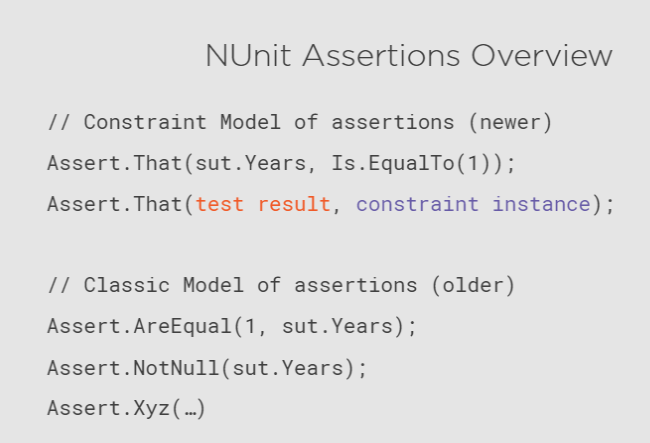 NUnit Assertions Overview
// Constraint Model of assertions (newer)
Assert.That(sut.Years, Is.EqualTo(1));
Assert.That(test result, constraint instance);
// Classic Model of assertions (older)
Assert.AreEqual(1, sut.Years);
Assert.NotNull(sut.Years);
Assert.Xyz(…)